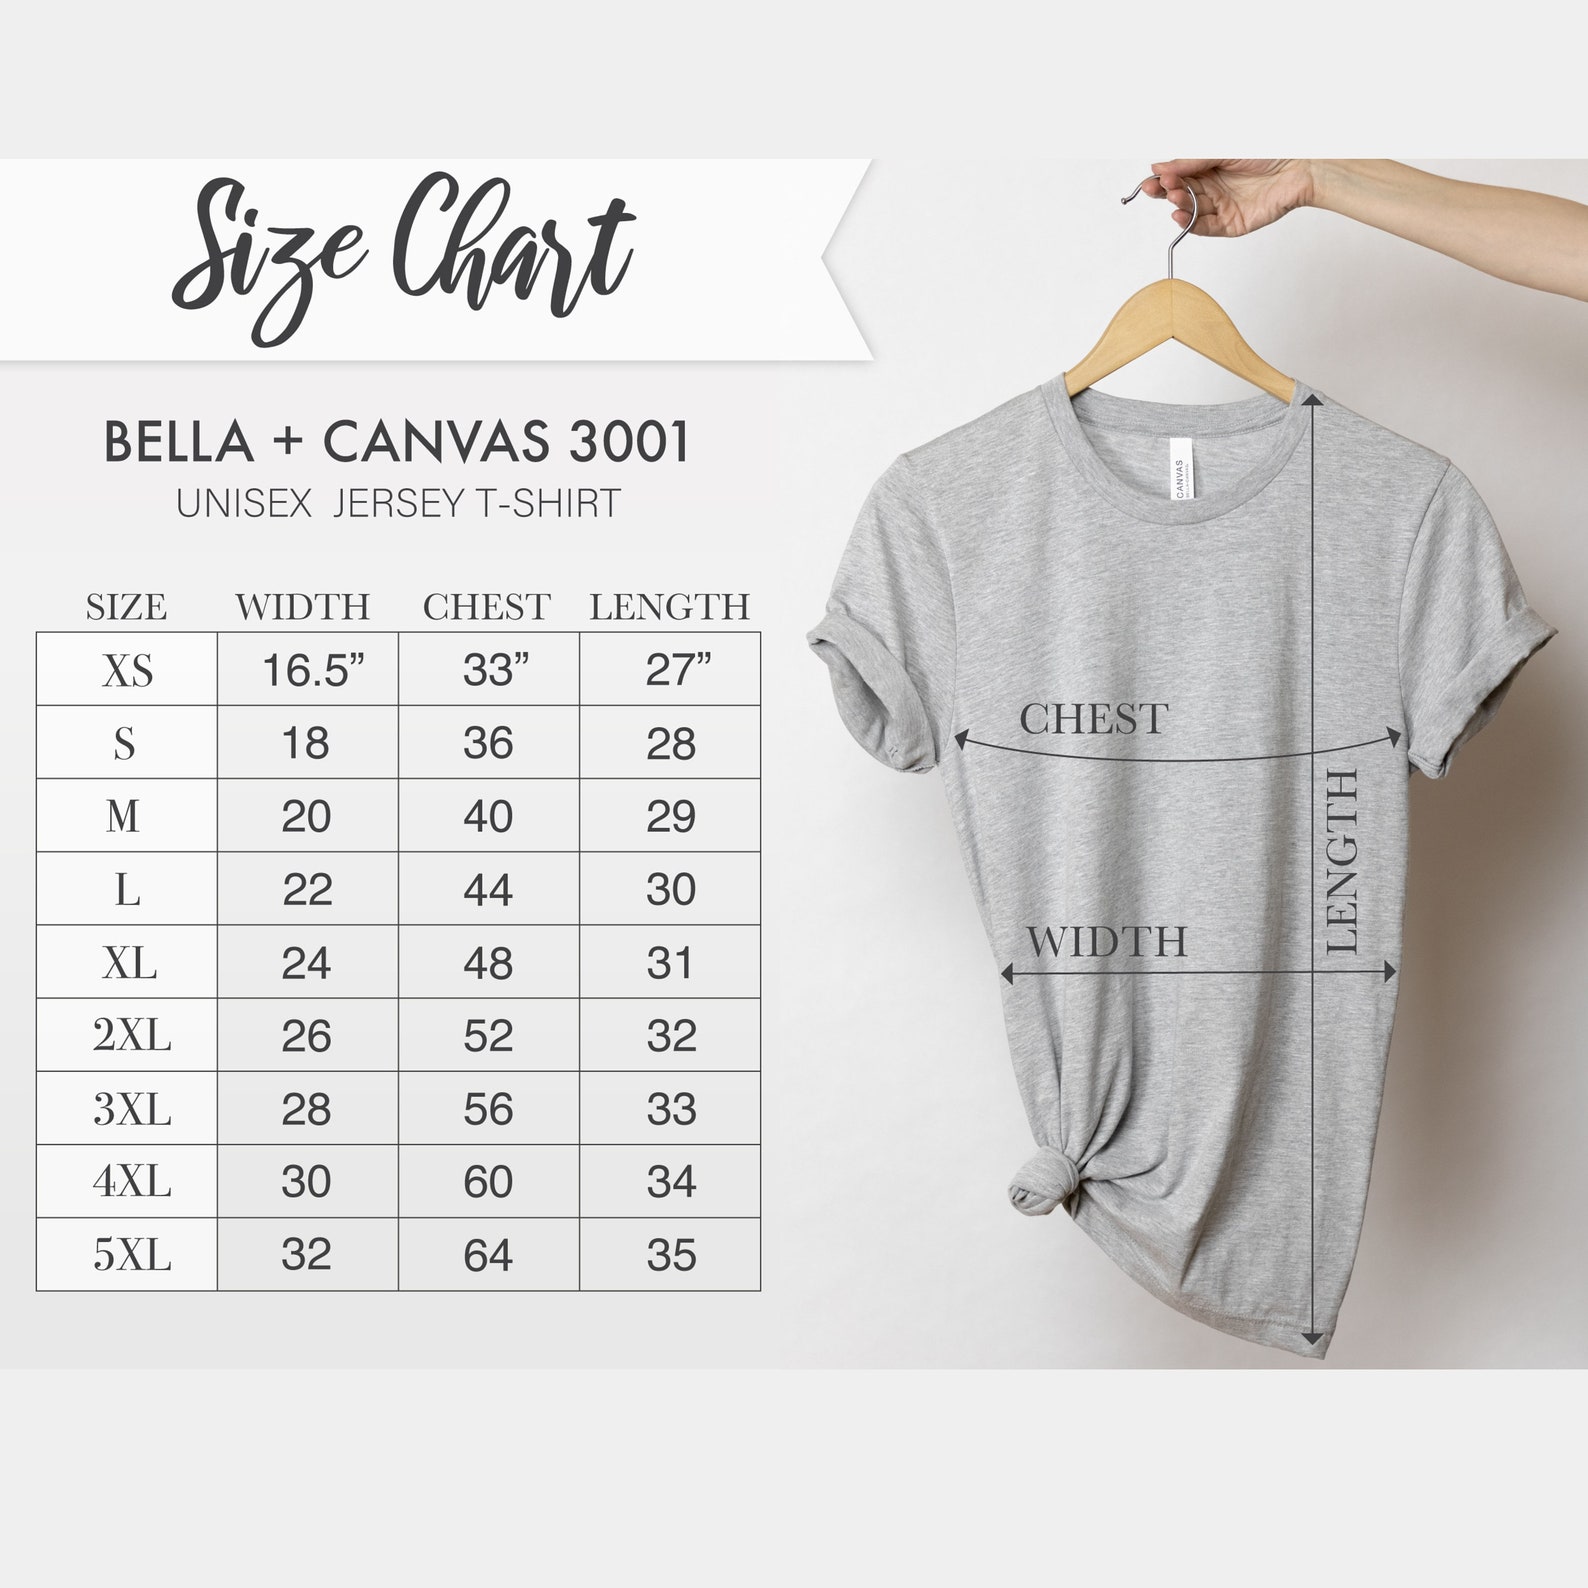 Size Chart
BELLA + CANVAS 3001
UNISEX JERSEY T-SHIRT
SIZE WIDTH CHEST LENGTH
XS 16.5” 33” 27”
S 18 36 28
M 20 40 29
L 22 44 30
XL 24 48 31
2XL 26 52 32
3XL 28 56 33
4XL 30 60 34
5XL 32 64 35
CANVAS
CHEST
LENGTH
WIDTH